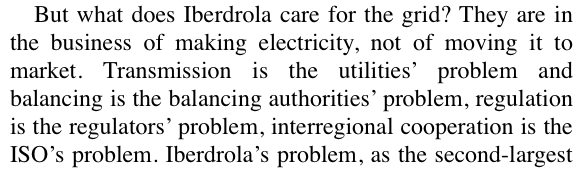 But what does Iberdrola care for the grid? They are in
the business of making electricity, not of moving it to
market. Transmission is the utilities’ problem and
balancing is the balancing authorities’ problem, regulation
is the regulators’ problem, interregional cooperation is the
ISO’s problem. Iberdrola’s problem, as the second-largest